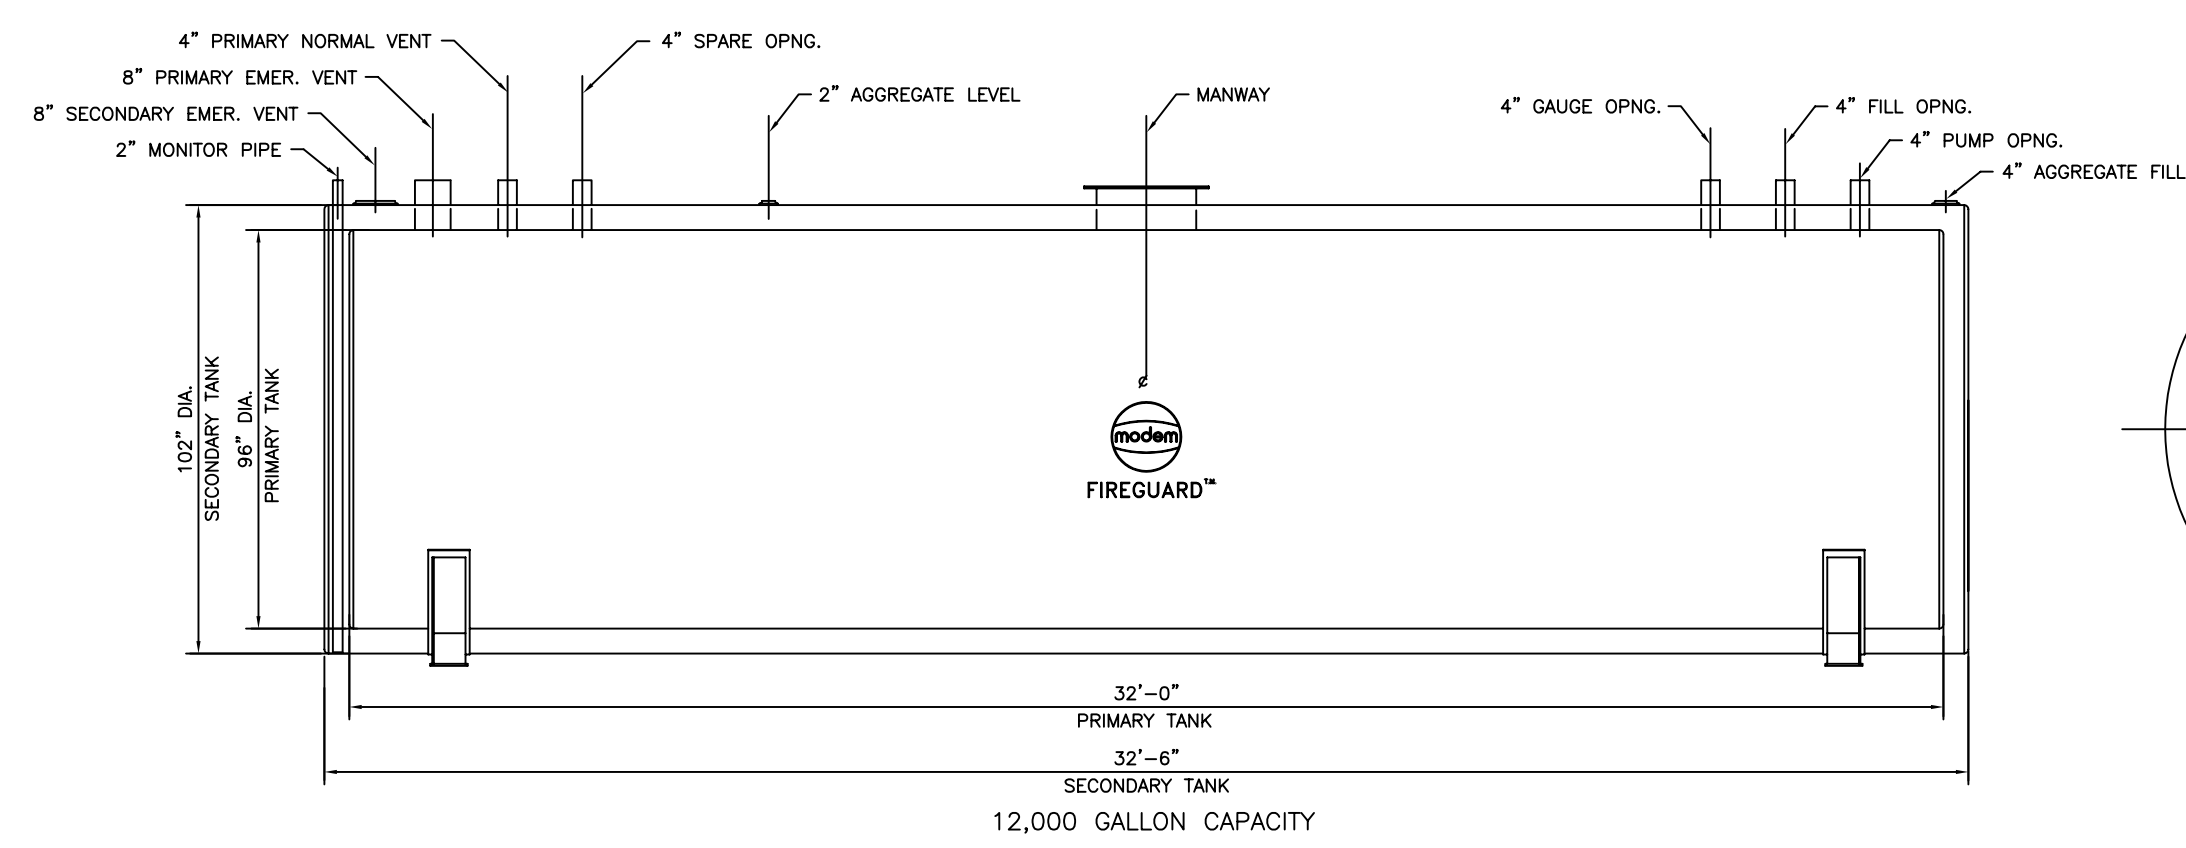 4" PRIMARY NORMAL VENT
4" SPARE OPNG.
8" PRIMARY EMER. VENT
2" AGGREGATE LEVEL
MANWAY
4" GAUGE OPNG.
4" FILL OPNG.
8" SECONDARY EMER. VENT
4" PUMP OPNG.
2" MONITOR PIPE
4" AGGREGATE FILL
102" DIA.
SECONDARY TANK
96" DIA.
PRIMARY TANK
℄
modern
FIREGUARD™
32'-0"
PRIMARY TANK
32'-6"
SECONDARY TANK
12,000 GALLON CAPACITY